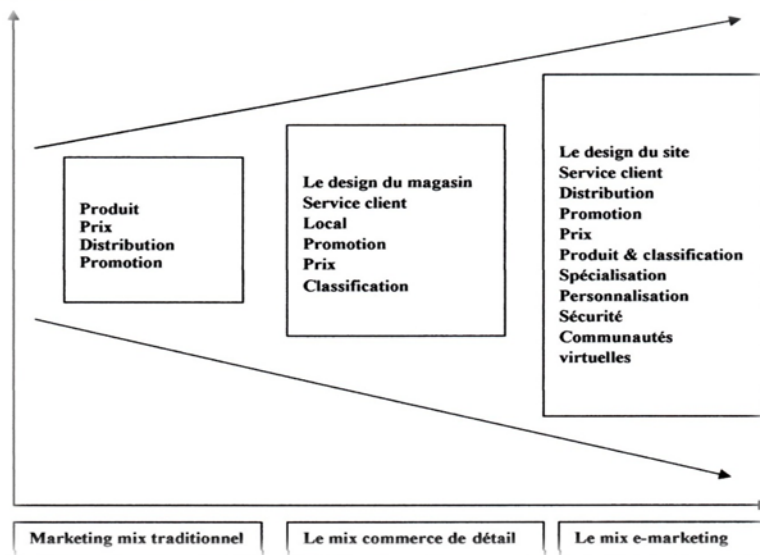 Produit
Prix
Distribution
Promotion
Le design du magasin
Service client
Local
Promotion
Prix
Classification
Le design du site
Service client
Distribution
Promotion
Prix
Produit & classification
Spécialisation
Personnalisation
Sécurité
Communautés
virtuelles
Marketing mix traditionnel
Le mix commerce de détail
Le mix e-marketing